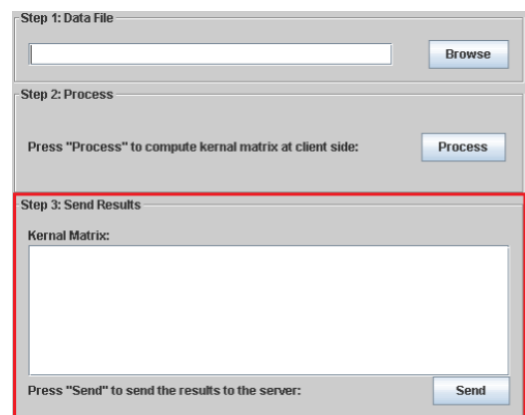 Step 1: Data File
Browse
Step 2: Process
Press "Process" to compute kernal matrix at client side:
Process
Step 3: Send Results
Kernal Matrix:
Press "Send" to send the results to the server:
Send